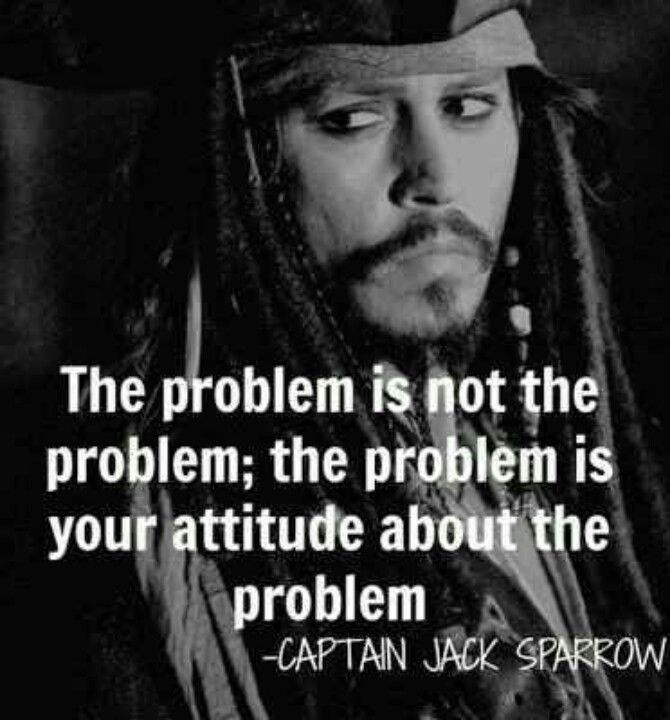 The problem is not the
problem; the problem is
your attitude about the
problem
-CAPTAIN JACK SPARROW